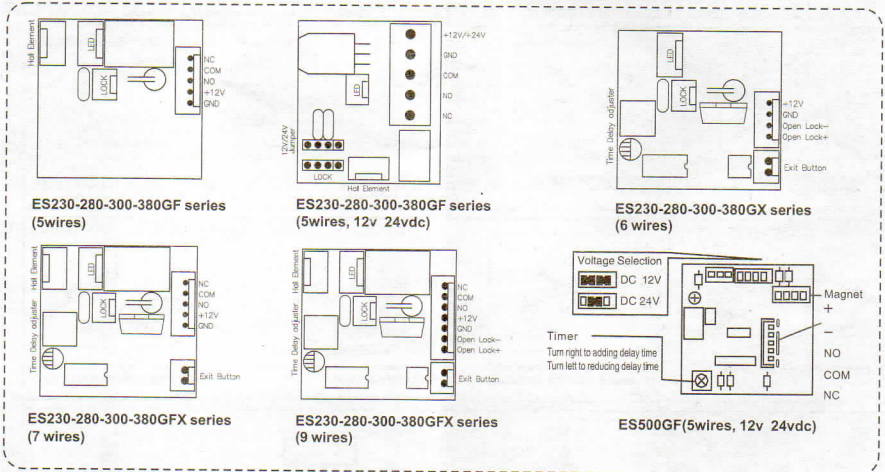 Hall Element
LED
LOCK
NC
COM
NO
+12V
GND
ES230-280-300-380GF series
(5wires)
+12V/+24V
GND
COM
NO
NC
LED
12V/24V
Jumper
LOCK
Hall Element
ES230-280-300-380GF series
(5wires, 12v 24vdc)
LED
LOCK
Time Delay adjuster
+12V
GND
Open Lock-
Open Lock+
Exit Button
ES230-280-300-380GX series
(6 wires)
Hall Element
LED
LOCK
Time Delay adjuster
NC
COM
NO
+12V
GND
Exit Button
ES230-280-300-380GFX series
(7 wires)
Hall Element
LED
LOCK
Time Delay adjuster
NC
COM
NO
+12V
GND
Open Lock-
Open Lock+
Exit Button
ES230-280-300-380GFX series
(9 wires)
Voltage Selection
DC 12V
DC 24V
Timer
Turn right to adding delay time
Turn left to reducing delay time
Magnet
+
−
NO
COM
NC
ES500GF(5wires, 12v 24vdc)